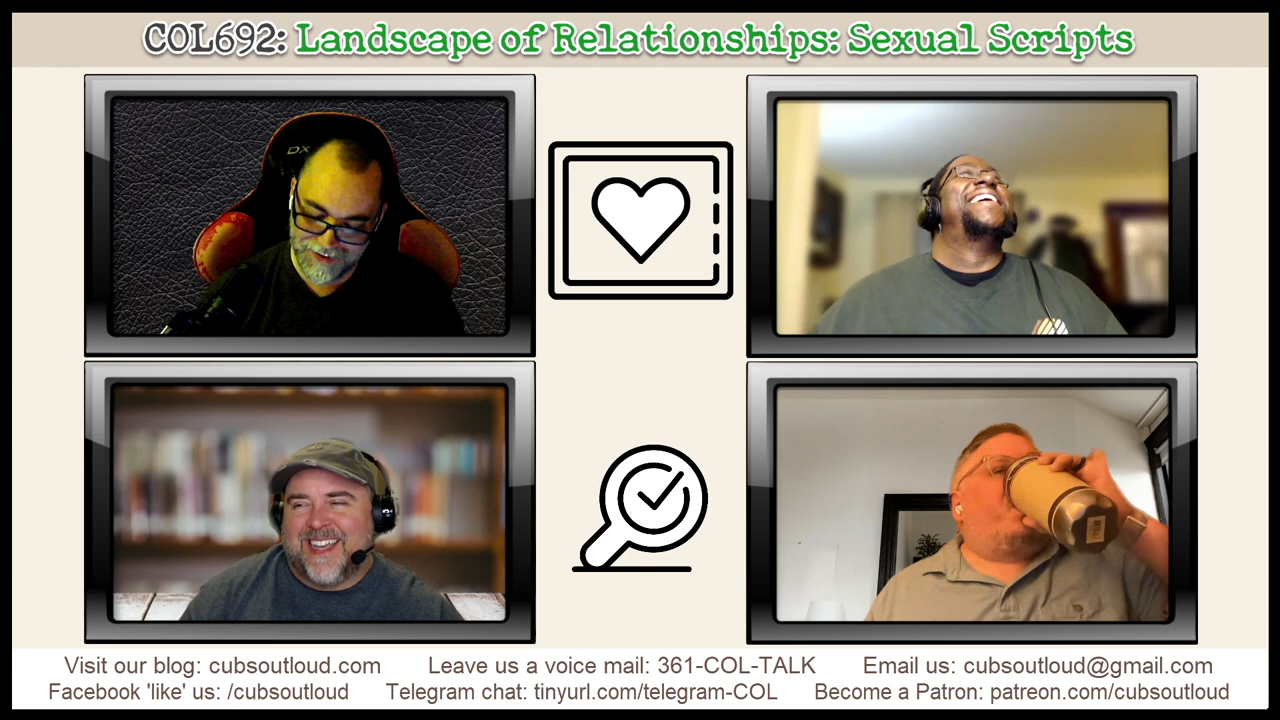 COL692: Landscape of Relationships: Sexual Scripts
DX
Visit our blog: cubsoutloud.com Leave us a voice mail: 361-COL-TALK Email us: cubsoutloud@gmail.com
Facebook 'like' us: /cubsoutloud Telegram chat: tinyurl.com/telegram-COL Become a Patron: patreon.com/cubsoutloud